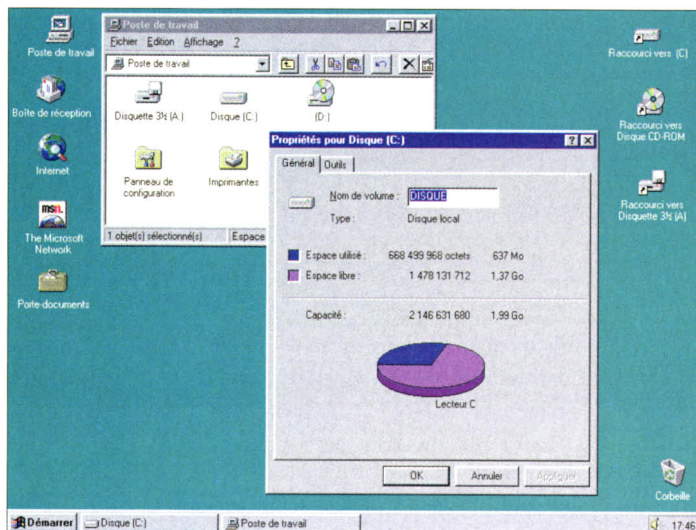 Poste de travail
Boîte de réception
Internet
msn.
The Microsoft
Network
Porte-documents
Poste de travail
Fichier Edition Affichage ?
Poste de travail
Disquette 3½ (A:)
Disque (C:)
(D:)
Panneau de
configuration
Imprimantes
1 objet(s) sélectionné(s)
Espace
Propriétés pour Disque (C:)
Général
Outils
Nom de volume : DISQUE
Type : Disque local
Espace utilisé : 668 499 968 octets 637 Mo
Espace libre : 1 478 131 712 1,37 Go
Capacité : 2 146 631 680 1,99 Go
Lecteur C
OK
Annuler
Appliquer
Raccourci vers (C)
Raccourci vers
Disque CD-ROM
Raccourci vers
Disquette 3½ (A)
Corbeille
Démarrer
Disque (C:)
Poste de travail
17:46